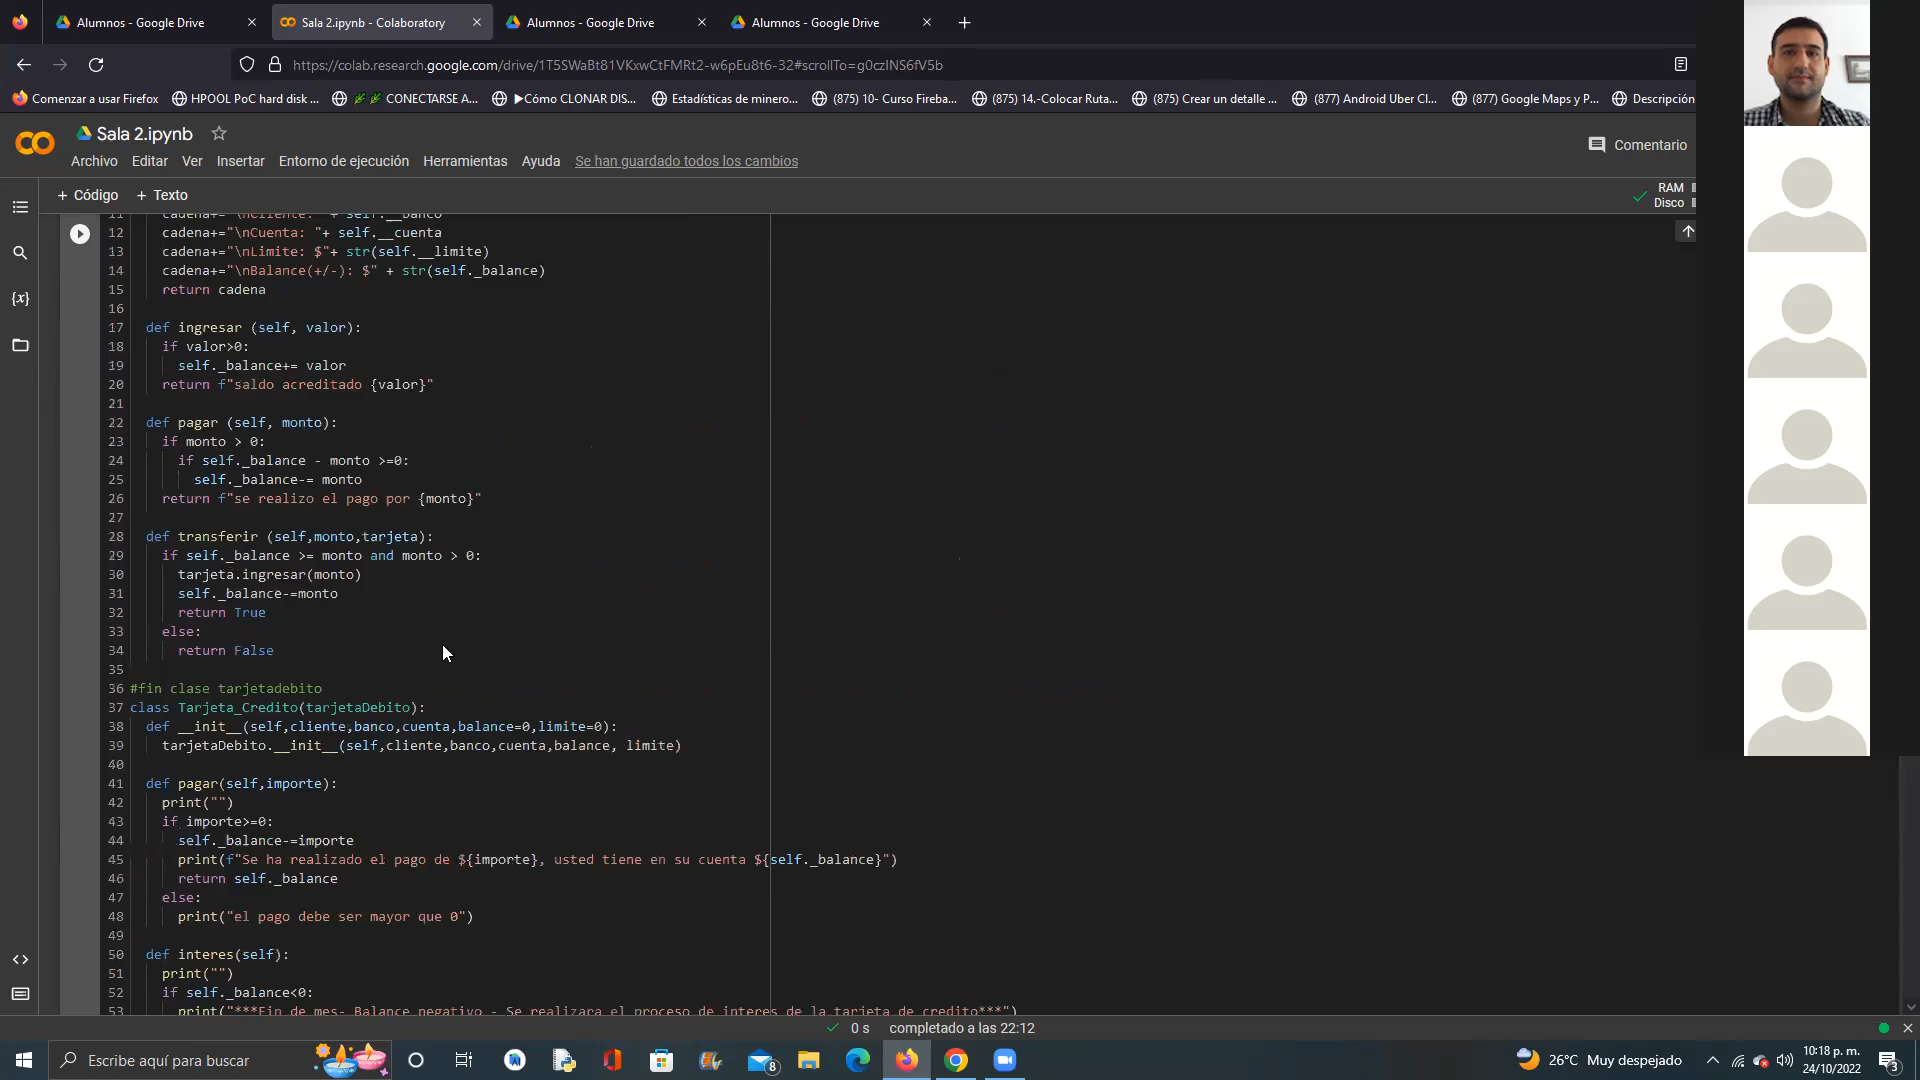 Alumnos - Google Drive
Sala 2.ipynb - Colaboratory
Alumnos - Google Drive
Alumnos - Google Drive
https://colab.research.google.com/drive/1T5SWaBt81VKxwCtFMRt2-w6pEu8t6-32#scrollTo=g0czINS6fV5b
Comenzar a usar Firefox
HPOOL PoC hard disk ...
CONECTARSE A...
▶Cómo CLONAR DIS...
Estadísticas de minero...
(875) 10- Curso Fireba...
(875) 14.-Colocar Ruta...
(875) Crear un detalle ...
(877) Android Uber Cl...
(877) Google Maps y P...
Descripción
Sala 2.ipynb
Archivo Editar Ver Insertar Entorno de ejecución Herramientas Ayuda Se han guardado todos los cambios
Comentario
+ Código + Texto
RAM
Disco
11 cadena+= "\nCliente: "+ self.__banco
12 cadena+="\nCuenta: "+ self.__cuenta
13 cadena+="\nLimite: $"+ str(self.__limite)
14 cadena+="\nBalance(+/-): $" + str(self._balance)
15 return cadena
16
17 def ingresar (self, valor):
18 if valor>0:
19 self._balance+= valor
20 return f"saldo acreditado {valor}"
21
22 def pagar (self, monto):
23 if monto > 0:
24 if self._balance - monto >=0:
25 self._balance-= monto
26 return f"se realizo el pago por {monto}"
27
28 def transferir (self,monto,tarjeta):
29 if self._balance >= monto and monto > 0:
30 tarjeta.ingresar(monto)
31 self._balance-=monto
32 return True
33 else:
34 return False
35
36 #fin clase tarjetadebito
37 class Tarjeta_Credito(tarjetaDebito):
38 def __init__(self,cliente,banco,cuenta,balance=0,limite=0):
39 tarjetaDebito.__init__(self,cliente,banco,cuenta,balance, limite)
40
41 def pagar(self,importe):
42 print("")
43 if importe>=0:
44 self._balance-=importe
45 print(f"Se ha realizado el pago de ${importe}, usted tiene en su cuenta ${self._balance}")
46 return self._balance
47 else:
48 print("el pago debe ser mayor que 0")
49
50 def interes(self):
51 print("")
52 if self._balance<0:
53 print("***Fin de mes- Balance negativo - Se realizara el proceso de interes de la tarjeta de credito***")
0 s completado a las 22:12
Escribe aquí para buscar
8
26°C Muy despejado
10:18 p. m.
24/10/2022
3